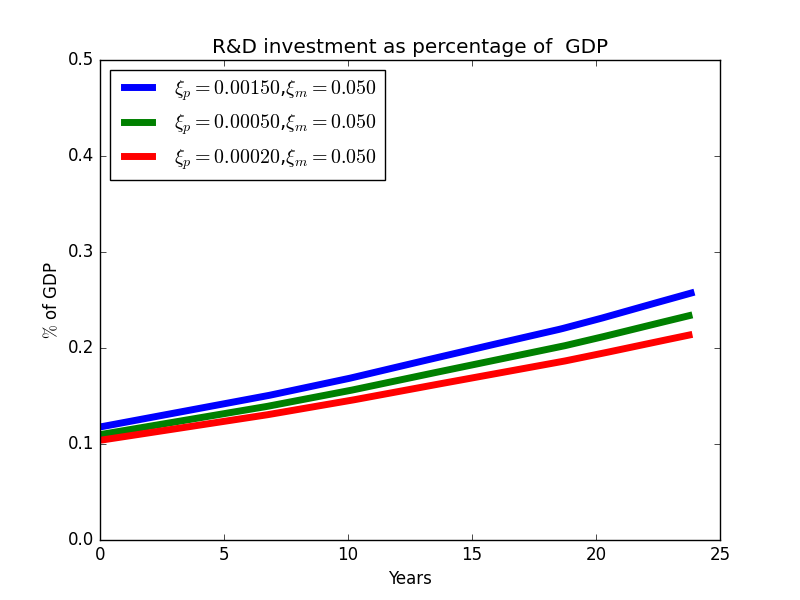 R&D investment as percentage of  GDP
0.5
0.4
0.3
0.2
0.1
0.0
% of GDP
ξp = 0.00150,ξm = 0.050
ξp = 0.00050,ξm = 0.050
ξp = 0.00020,ξm = 0.050
0 5 10 15 20 25
Years